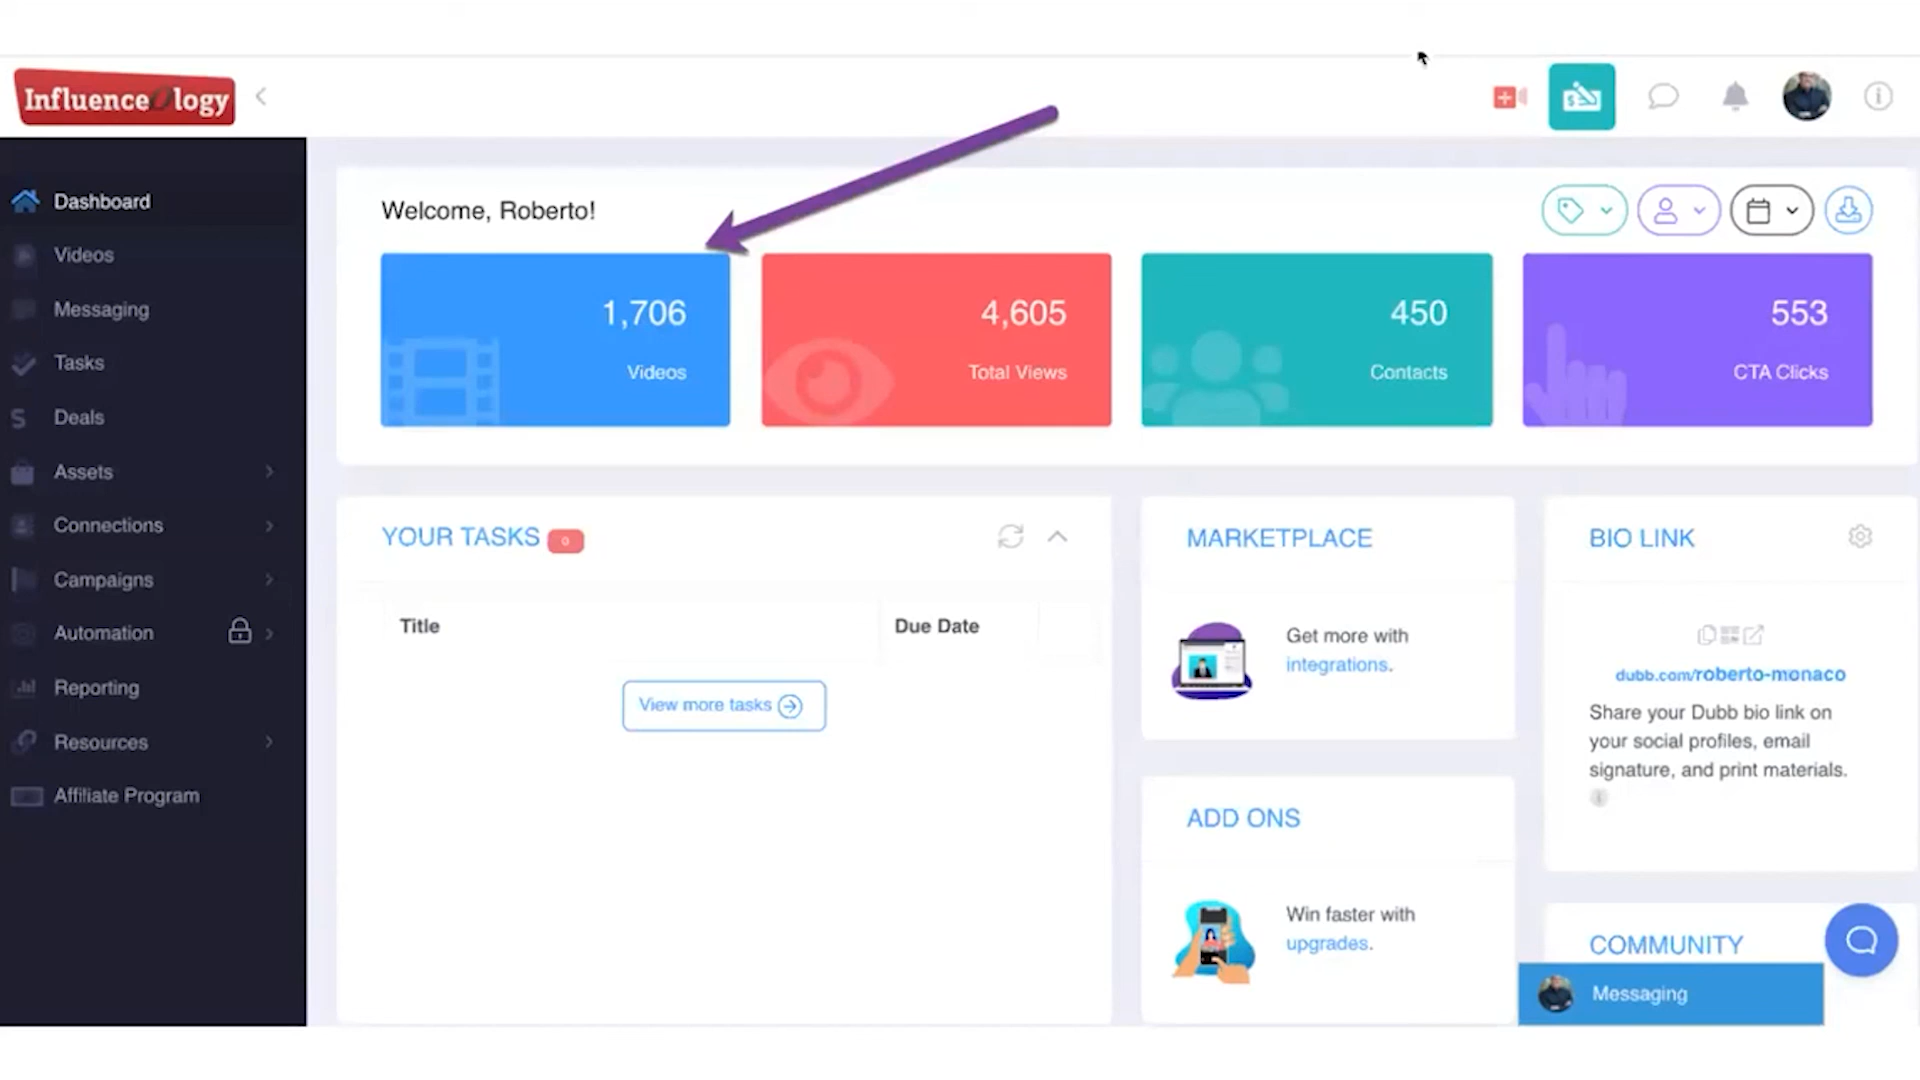 Influenceology
Dashboard
Videos
Messaging
Tasks
Deals
Assets
Connections
Campaigns
Automation
Reporting
Resources
Affiliate Program
Welcome, Roberto!
1,706
Videos
4,605
Total Views
450
Contacts
553
CTA Clicks
YOUR TASKS 0
Title Due Date
View more tasks
MARKETPLACE
Get more with
integrations.
ADD ONS
Win faster with
upgrades.
BIO LINK
dubb.com/roberto-monaco
Share your Dubb bio link on
your social profiles, email
signature, and print materials.
COMMUNITY
Messaging